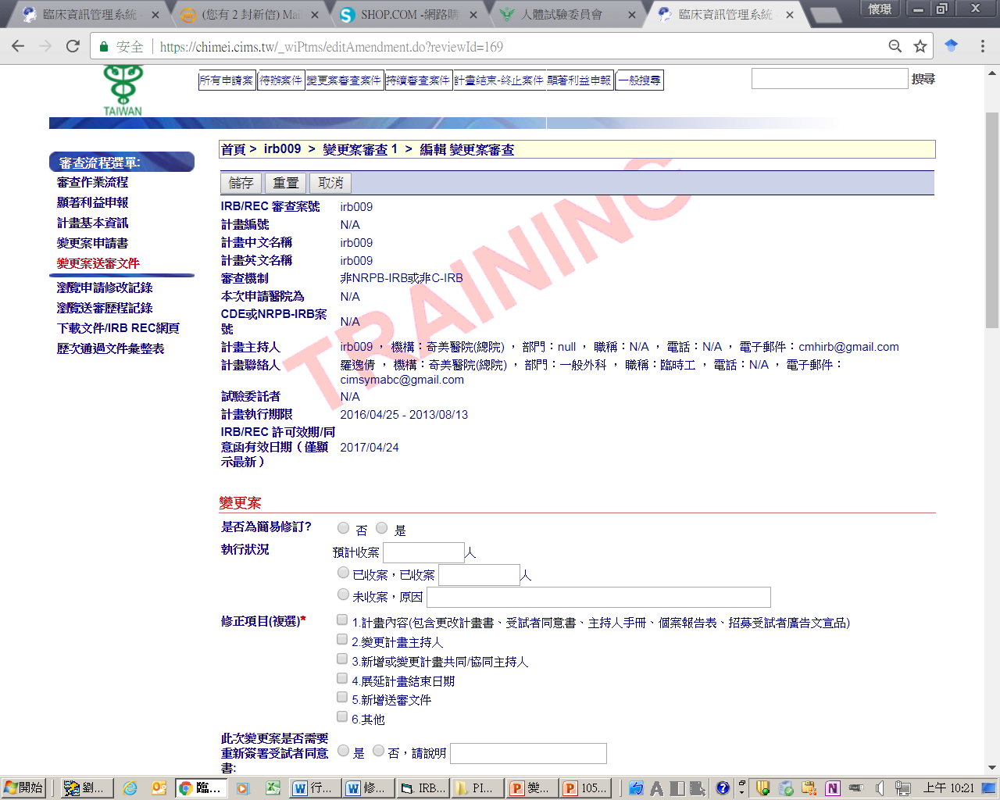 臨床資訊管理系統
(您有 2 封新信) Ma
SHOP.COM -網路購
人體試驗委員會
臨床資訊管理系統
懷環
安全
https://chimei.cims.tw/_wiPtms/editAmendment.do?reviewId=169
TAIWAN
所有申請案
待辦案件
變更案審查案件
持續審查案件
計畫結束-終止案件
顯著利益申報
一般搜尋
搜尋
首頁 > irb009 > 變更案審查 1 > 編輯 變更案審查
審查流程選單:
審查作業流程
顯著利益申報
計畫基本資訊
變更案申請書
變更案送審文件
瀏覽申請修改記錄
瀏覽送審歷程記錄
下載文件/IRB REC網頁
歷次通過文件彙整表
儲存 重置 取消
TRAINING
IRB/REC 審查案號 irb009
計畫編號 N/A
計畫中文名稱 irb009
計畫英文名稱 irb009
審查機制 非NRPB-IRB或非C-IRB
本次申請醫院為 N/A
CDE或NRPB-IRB案號 N/A
計畫主持人 irb009 , 機構：奇美醫院(總院) , 部門：null , 職稱：N/A , 電話：N/A , 電子郵件：cmhirb@gmail.com
計畫聯絡人 羅逸倩 , 機構：奇美醫院(總院) , 部門：一般外科 , 職稱：臨時工 , 電話：N/A , 電子郵件：
cimsymabc@gmail.com
試驗委託者 N/A
計畫執行期限 2016/04/25 - 2013/08/13
IRB/REC 許可效期/同
意函有效日期（僅顯 2017/04/24
示最新）
變更案
是否為簡易修訂? 否 是
執行狀況 預計收案 人
已收案，已收案 人
未收案，原因
修正項目(複選)* 1.計畫內容(包含更改計畫書、受試者同意書、主持人手冊、個案報告表、招募受試者廣告文宣品)
2.變更計畫主持人
3.新增或變更計畫共同/協同主持人
4.展延計畫結束日期
5.新增送審文件
6.其他
此次變更案是否需要
重新簽署受試者同意 是 否，請說明
書:
開始 劉... 臨... 行... 修... IRB... PI... 變... 105... 上午 10:21